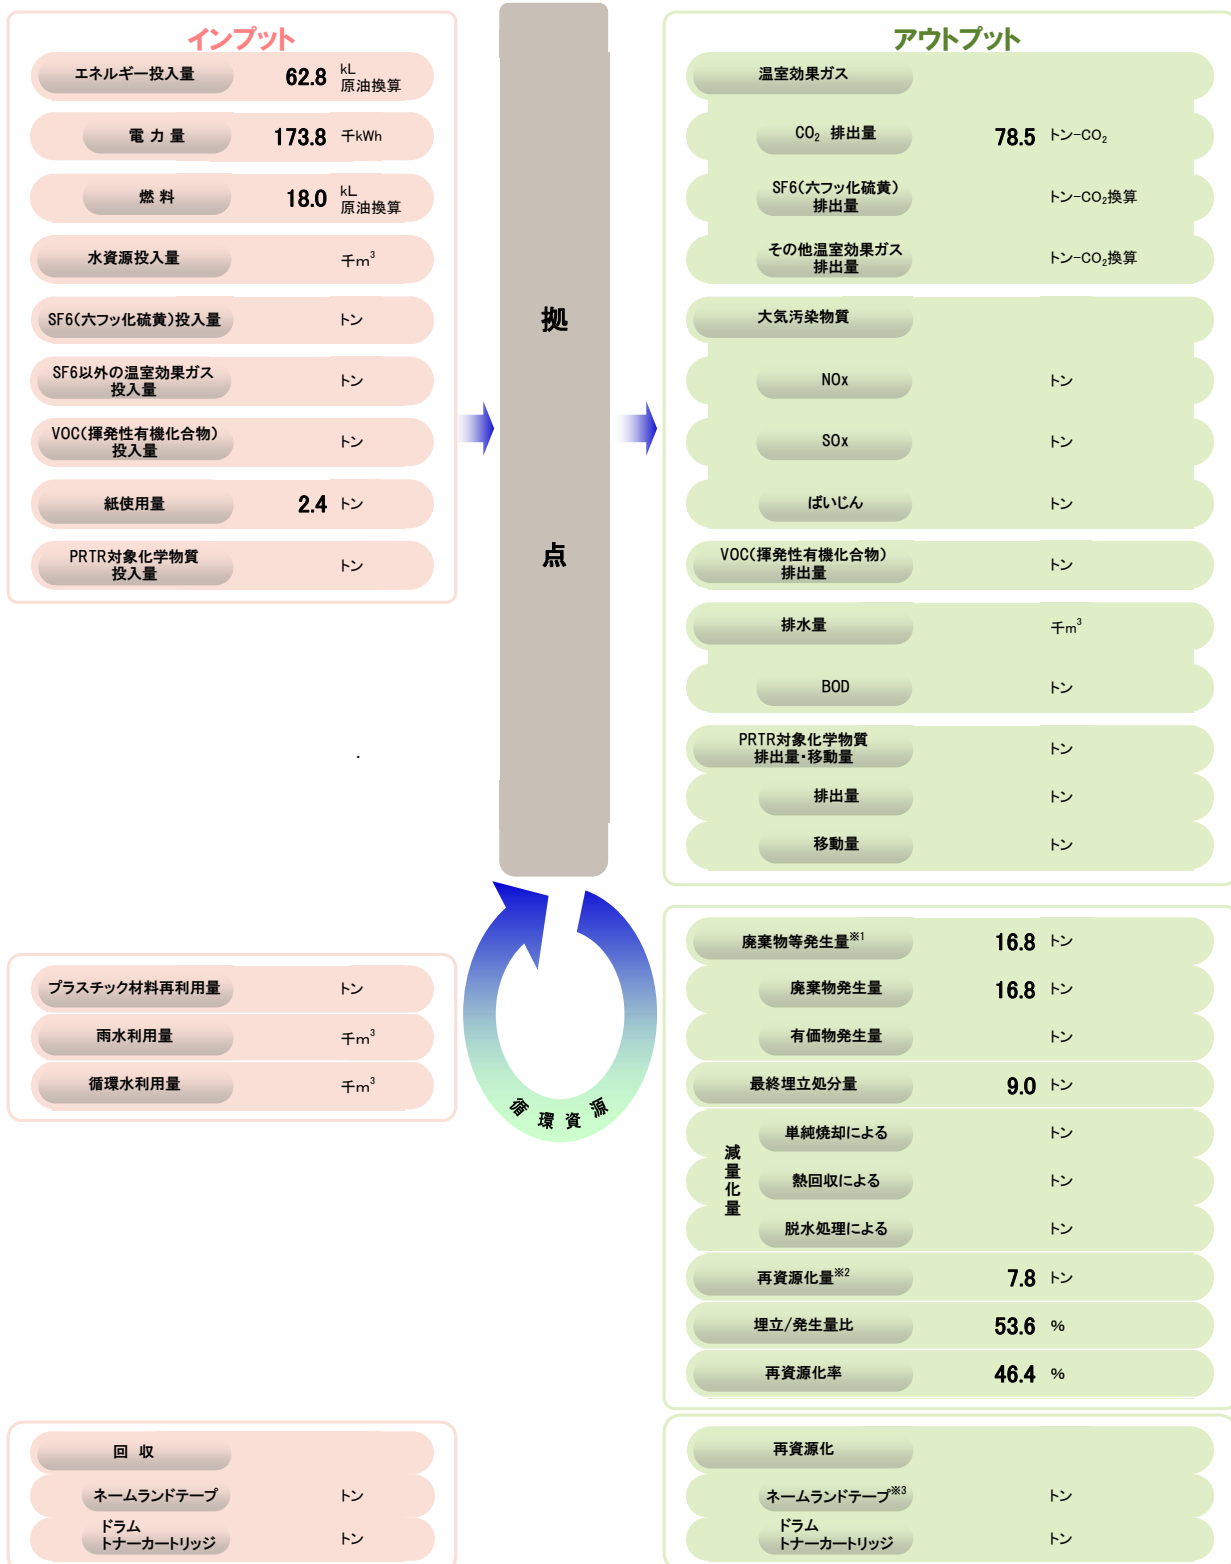 インプット
エネルギー投入量 62.8 kL
原油換算
電 力 量 173.8 千kWh
燃 料 18.0 kL
原油換算
水資源投入量 千m³
SF6(六フッ化硫黄)投入量 トン
SF6以外の温室効果ガス
投入量 トン
VOC(揮発性有機化合物)
投入量 トン
紙使用量 2.4 トン
PRTR対象化学物質
投入量 トン
拠
点
アウトプット
温室効果ガス
CO₂ 排出量 78.5 トン-CO₂
SF6(六フッ化硫黄)
排出量 トン-CO₂換算
その他温室効果ガス
排出量 トン-CO₂換算
大気汚染物質
NOx トン
SOx トン
ばいじん トン
VOC(揮発性有機化合物)
排出量 トン
排水量 千m³
BOD トン
PRTR対象化学物質
排出量・移動量 トン
排出量 トン
移動量 トン
プラスチック材料再利用量 トン
雨水利用量 千m³
循環水利用量 千m³
循環資源
廃棄物等発生量※1 16.8 トン
廃棄物発生量 16.8 トン
有価物発生量 トン
最終埋立処分量 9.0 トン
減量化量
単純焼却による トン
熱回収による トン
脱水処理による トン
再資源化量※2 7.8 トン
埋立/発生量比 53.6 %
再資源化率 46.4 %
回 収
ネームランドテープ トン
ドラム
トナーカートリッジ トン
再資源化
ネームランドテープ※3 トン
ドラム
トナーカートリッジ トン